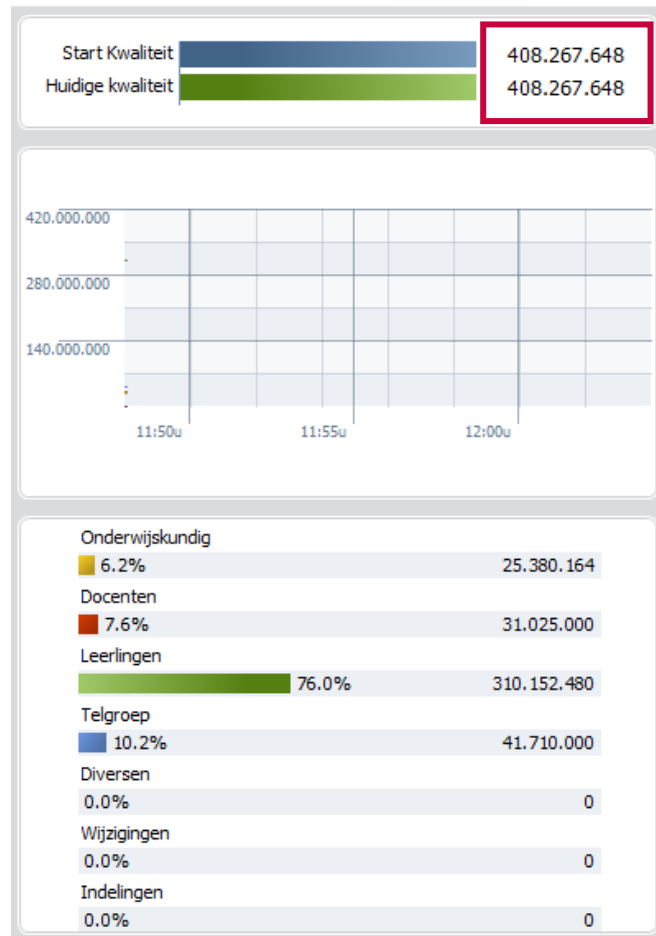 Start Kwaliteit 408.267.648
Huidige kwaliteit 408.267.648
420.000.000
280.000.000
140.000.000
11:50u 11:55u 12:00u
Onderwijskundig
6.2% 25.380.164
Docenten
7.6% 31.025.000
Leerlingen
76.0% 310.152.480
Telgroep
10.2% 41.710.000
Diversen
0.0% 0
Wijzigingen
0.0% 0
Indelingen
0.0% 0